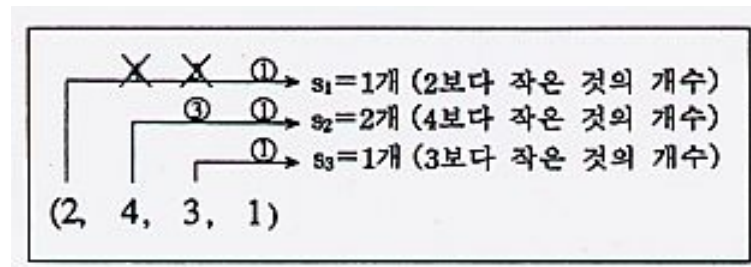 ① s₁=1개 (2보다 작은 것의 개수)
③ ① s₂=2개 (4보다 작은 것의 개수)
① s₃=1개 (3보다 작은 것의 개수)
(2, 4, 3, 1)